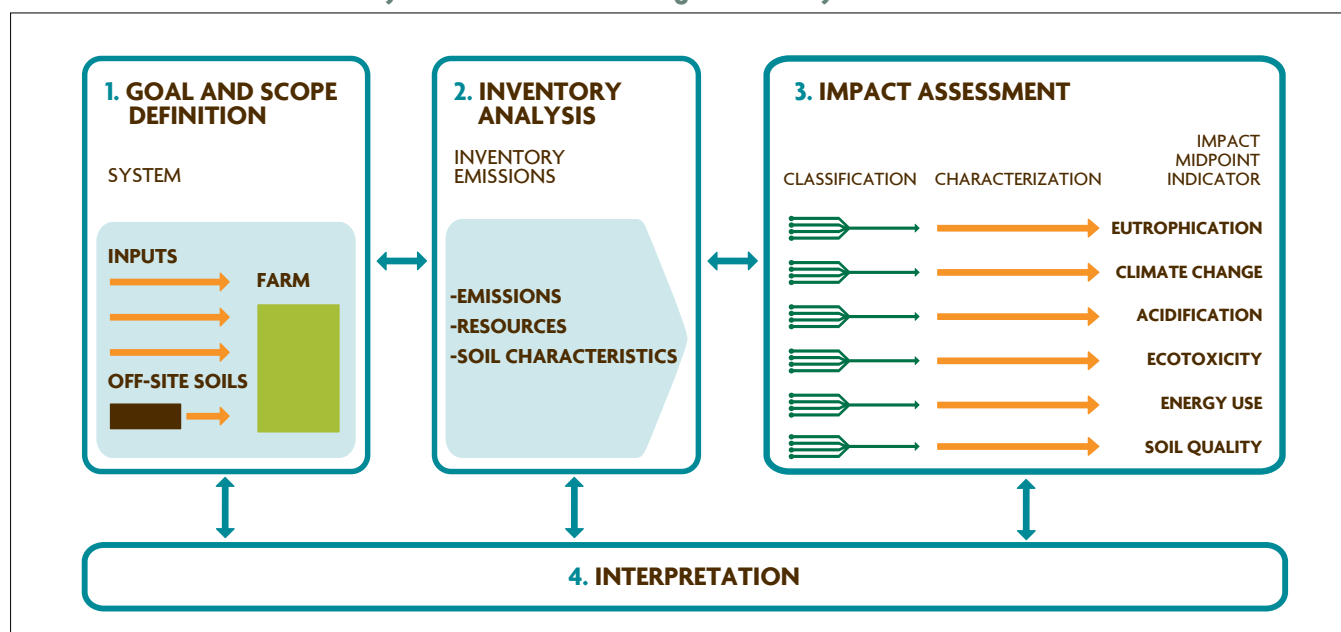 1. GOAL AND SCOPE
DEFINITION
SYSTEM
INPUTS
FARM
OFF-SITE SOILS
2. INVENTORY
ANALYSIS
INVENTORY
EMISSIONS
-EMISSIONS
-RESOURCES
-SOIL CHARACTERISTICS
3. IMPACT ASSESSMENT
CLASSIFICATION
CHARACTERIZATION
IMPACT
MIDPOINT
INDICATOR
EUTROPHICATION
CLIMATE CHANGE
ACIDIFICATION
ECOTOXICITY
ENERGY USE
SOIL QUALITY
4. INTERPRETATION